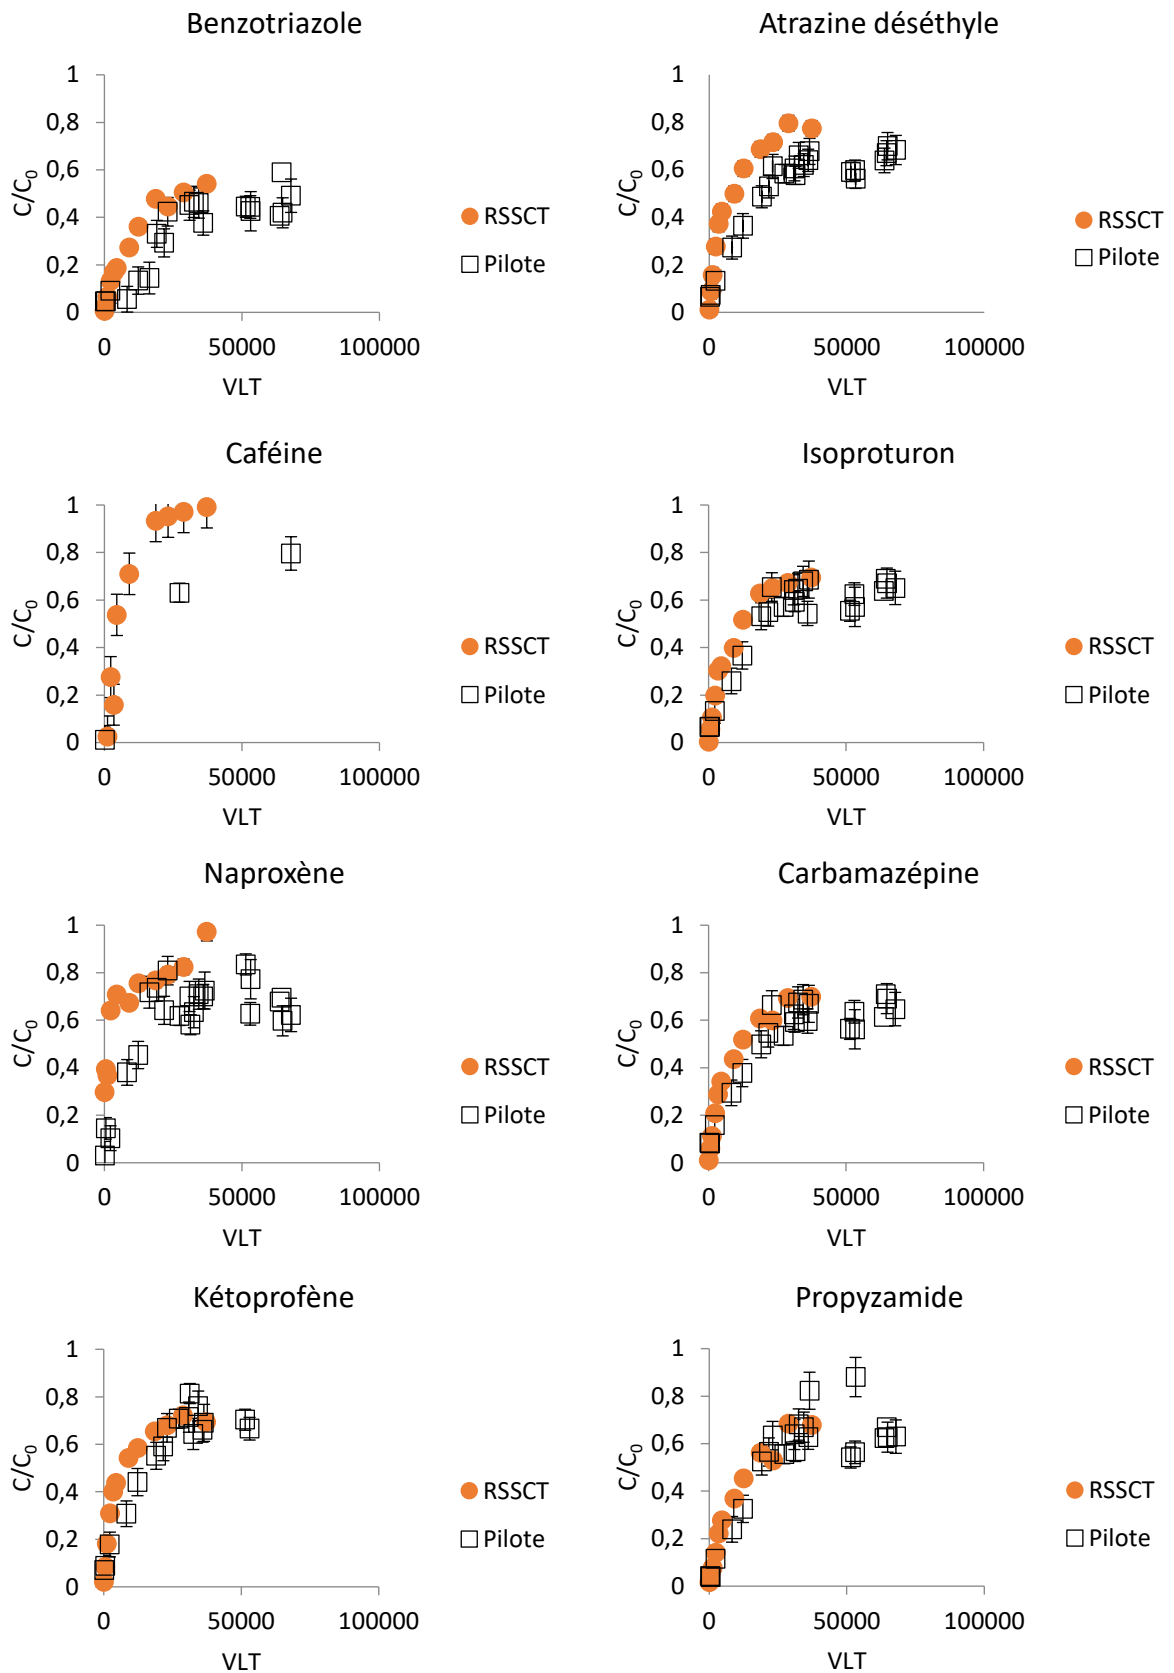 Benzotriazole
1
0,8
0,6
0,4
0,2
0
C/C0
0 50000 100000
VLT
RSSCT
Pilote
Atrazine déséthyle
1
0,8
0,6
0,4
0,2
0
C/C0
0 50000 100000
VLT
RSSCT
Pilote
Caféine
1
0,8
0,6
0,4
0,2
0
C/C0
0 50000 100000
VLT
RSSCT
Pilote
Isoproturon
1
0,8
0,6
0,4
0,2
0
C/C0
0 50000 100000
VLT
RSSCT
Pilote
Naproxène
1
0,8
0,6
0,4
0,2
0
C/C0
0 50000 100000
VLT
RSSCT
Pilote
Carbamazépine
1
0,8
0,6
0,4
0,2
0
C/C0
0 50000 100000
VLT
RSSCT
Pilote
Kétoprofène
1
0,8
0,6
0,4
0,2
0
C/C0
0 50000 100000
VLT
RSSCT
Pilote
Propyzamide
1
0,8
0,6
0,4
0,2
0
C/C0
0 50000 100000
VLT
RSSCT
Pilote